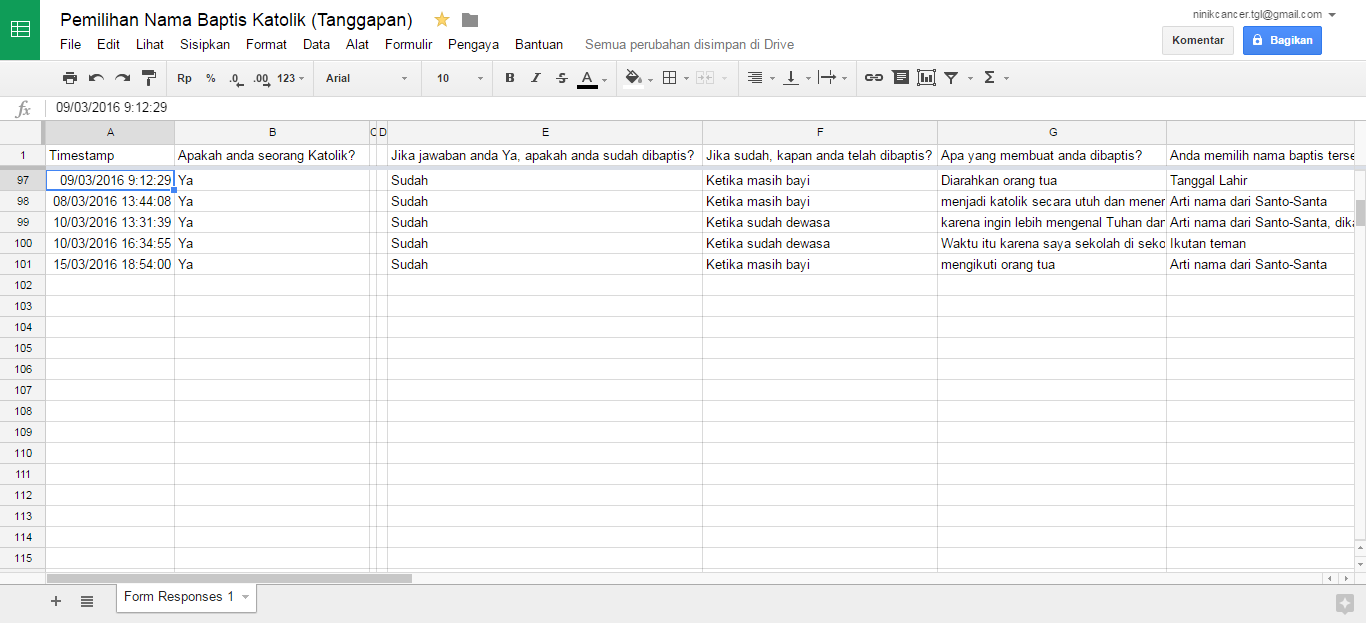 Pemilihan Nama Baptis Katolik (Tanggapan)
ninikcancer.tgl@gmail.com
File Edit Lihat Sisipkan Format Data Alat Formulir Pengaya Bantuan Semua perubahan disimpan di Drive
Komentar Bagikan
Rp % .0 .00 123 Arial 10 B I S A Σ
fx 09/03/2016 9:12:29
A B C D E F G
1 Timestamp Apakah anda seorang Katolik? Jika jawaban anda Ya, apakah anda sudah dibaptis? Jika sudah, kapan anda telah dibaptis? Apa yang membuat anda dibaptis? Anda memilih nama baptis terse
97 09/03/2016 9:12:29 Ya Sudah Ketika masih bayi Diarahkan orang tua Tanggal Lahir
98 08/03/2016 13:44:08 Ya Sudah Ketika masih bayi menjadi katolik secara utuh dan mener Arti nama dari Santo-Santa
99 10/03/2016 13:31:39 Ya Sudah Ketika sudah dewasa karena ingin lebih mengenal Tuhan dan Arti nama dari Santo-Santa, dika
100 10/03/2016 16:34:55 Ya Sudah Ketika sudah dewasa Waktu itu karena saya sekolah di seko Ikutan teman
101 15/03/2016 18:54:00 Ya Sudah Ketika masih bayi mengikuti orang tua Arti nama dari Santo-Santa
102
103
104
105
106
107
108
109
110
111
112
113
114
115
Form Responses 1